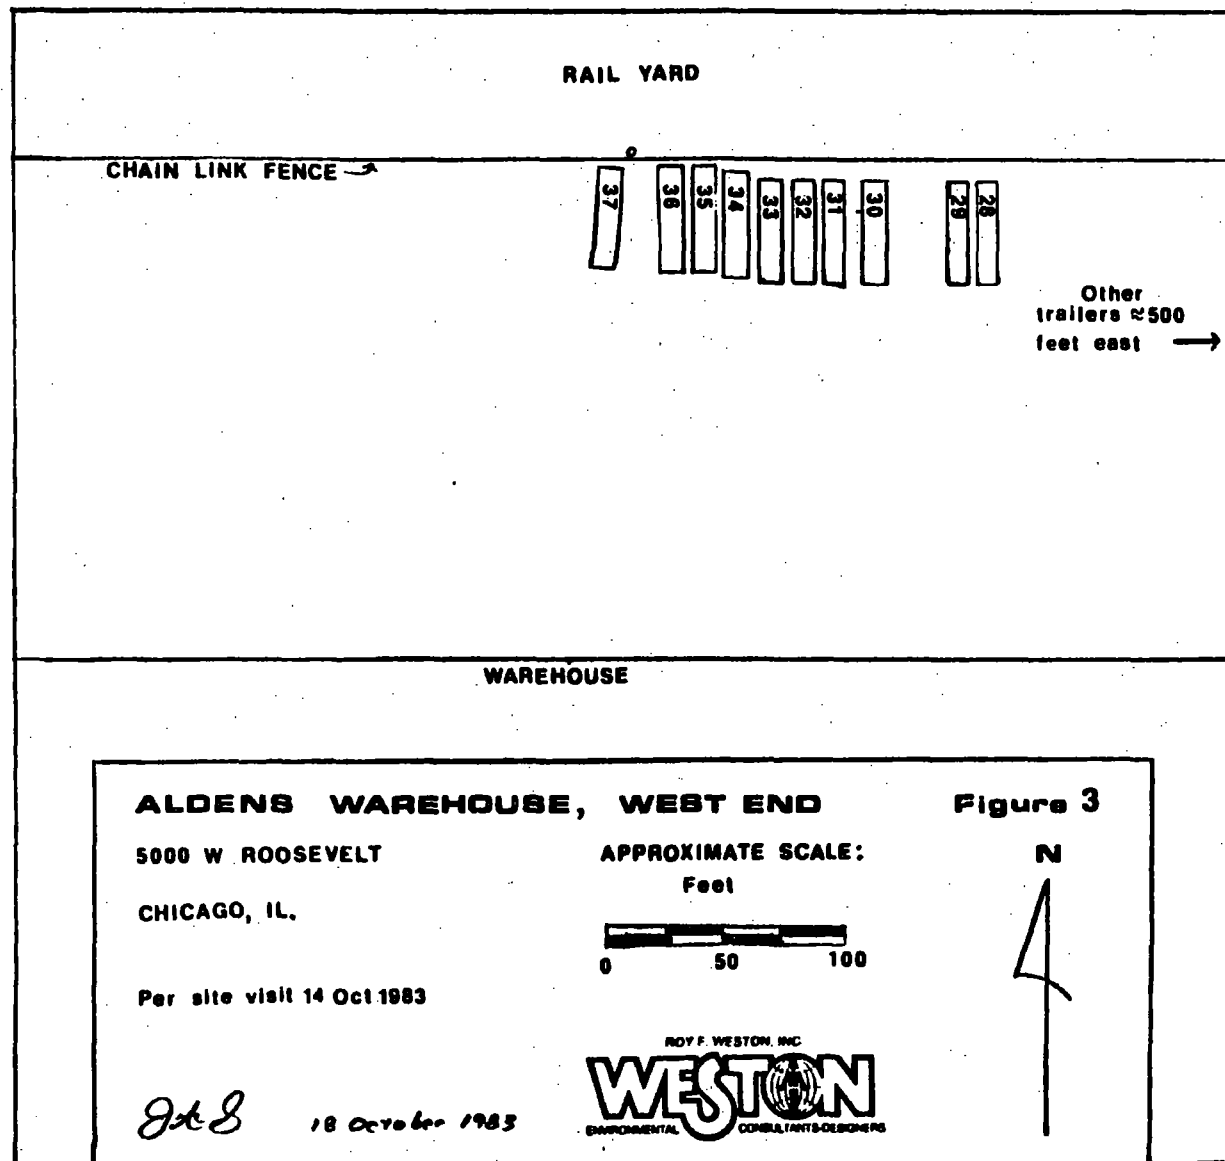 RAIL YARD
CHAIN LINK FENCE
37 36 35 34 33 32 31 30 29 28
Other
trailers ≈500
feet east
WAREHOUSE
ALDENS WAREHOUSE, WEST END
Figure 3
5000 W ROOSEVELT
APPROXIMATE SCALE:
N
Feet
CHICAGO, IL.
0 50 100
Per site visit 14 Oct 1983
ROY F. WESTON, INC.
WESTON
ENVIRONMENTAL CONSULTANTS-DESIGNERS
JAS 18 October 1983